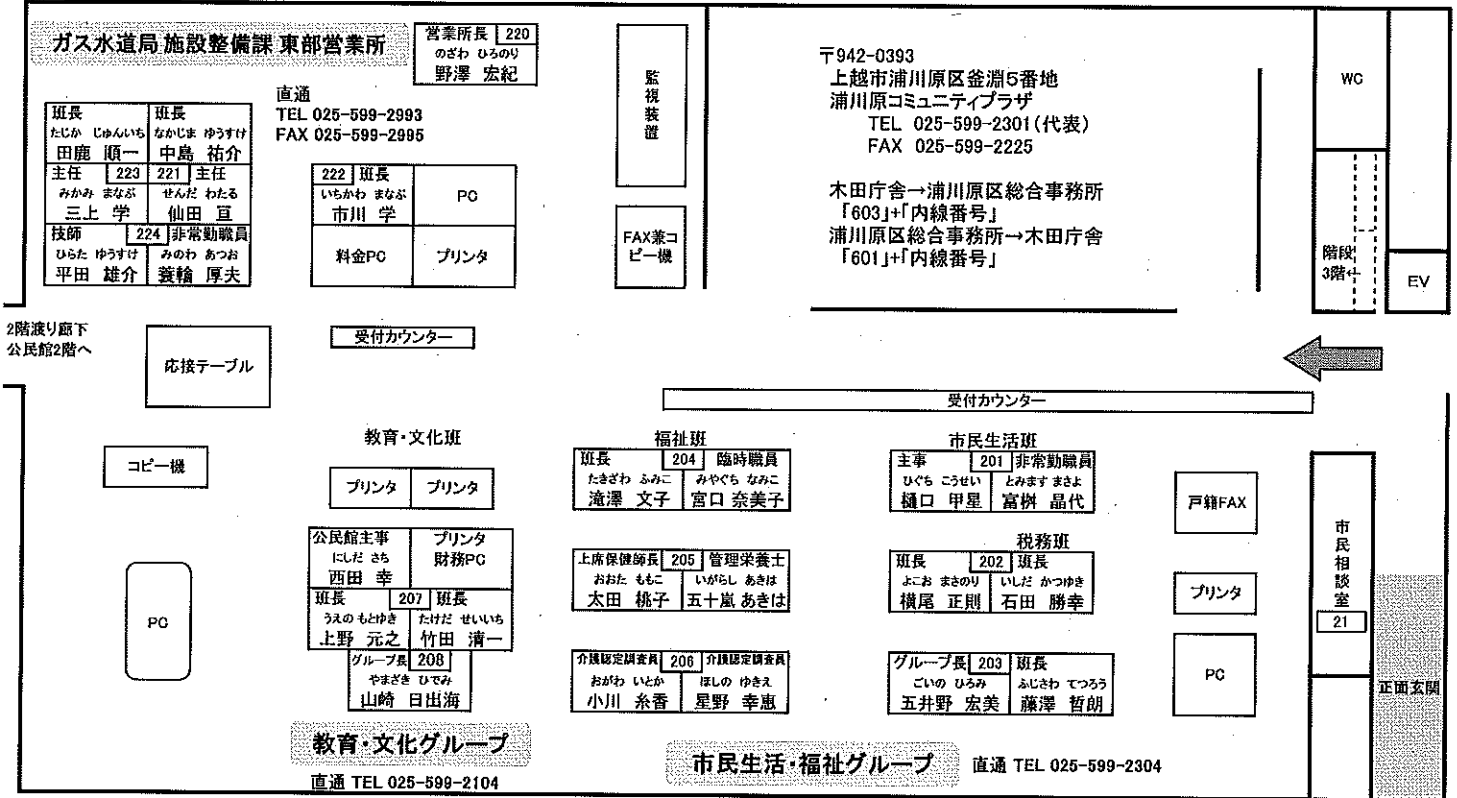 ガス水道局 施設整備課 東部営業所
営業所長 220
のざわ ひろのり
野澤 宏紀
直通
TEL 025-599-2993
FAX 025-599-2995
班長 班長
たじか じゅんいち なかじま ゆうすけ
田鹿 順一 中島 祐介
主任 223 221 主任
みかみ まなぶ せんだ わたる
三上 学 仙田 亘
技師 224 非常勤職員
ひらた ゆうすけ みのわ あつお
平田 雄介 蓑輪 厚夫
222 班長
いちかわ まなぶ
市川 学
PC
料金PC
プリンタ
監視装置
FAX兼コ
ピー機
〒942-0393
上越市浦川原区釜淵5番地
浦川原コミュニティプラザ
TEL 025-599-2301(代表)
FAX 025-599-2225
木田庁舎→浦川原区総合事務所
「603」+「内線番号」
浦川原区総合事務所→木田庁舎
「601」+「内線番号」
WC
階段
3階←
EV
2階渡り廊下
公民館2階へ
応接テーブル
受付カウンター
受付カウンター
コピー機
PC
教育・文化班
プリンタ プリンタ
公民館主事 プリンタ
にしだ さち 財務PC
西田 幸
班長 207 班長
うえの もとゆき たけだ せいいち
上野 元之 竹田 清一
グループ長 208
やまざき ひでみ
山崎 日出海
教育・文化グループ
直通 TEL 025-599-2104
福祉班
班長 204 臨時職員
たきざわ ふみこ みやぐち なみこ
滝澤 文子 宮口 奈美子
上席保健師長 205 管理栄養士
おおた ももこ いがらし あきは
太田 桃子 五十嵐 あきは
介護認定調査員 206 介護認定調査員
おがわ いとか ほしの ゆきえ
小川 糸香 星野 幸恵
市民生活班
主事 201 非常勤職員
ひぐち こうせい とみます まさよ
樋口 甲星 富桝 晶代
税務班
班長 202 班長
よこお まさのり いしだ かつゆき
横尾 正則 石田 勝幸
グループ長 203 班長
ごいの ひろみ ふじさわ てつろう
五井野 宏美 藤澤 哲朗
市民生活・福祉グループ
直通 TEL 025-599-2304
戸籍FAX
プリンタ
PC
市民相談室
21
正面玄関